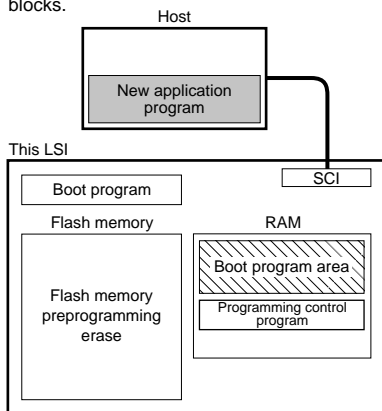 blocks.
Host
New application
program
This LSI
SCI
Boot program
Flash memory
RAM
Boot program area
Flash memory
preprogramming
erase
Programming control
program